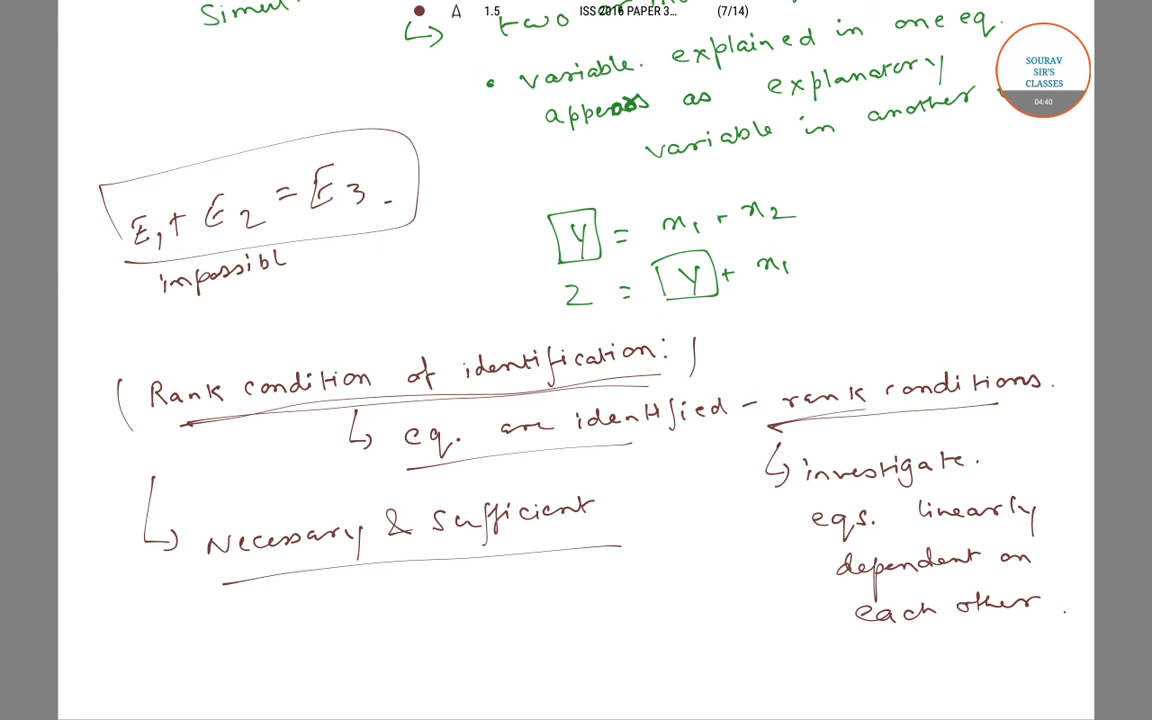 A 1.5 ISS 2016 PAPER 3... (7/14)
two
• variable. explained in one eq.
appears as explanatory
variable in another
SOURAV
SIR'S
CLASSES
04:40
E1 + E2 = E3.
impossibl
Y = x1 + x2
Z = Y + x1
(Rank condition of identification:)
↳ eq. are identified - rank conditions.
↳ Necessary & Sufficient
↳ investigate.
eqs. linearly
dependent on
each other.